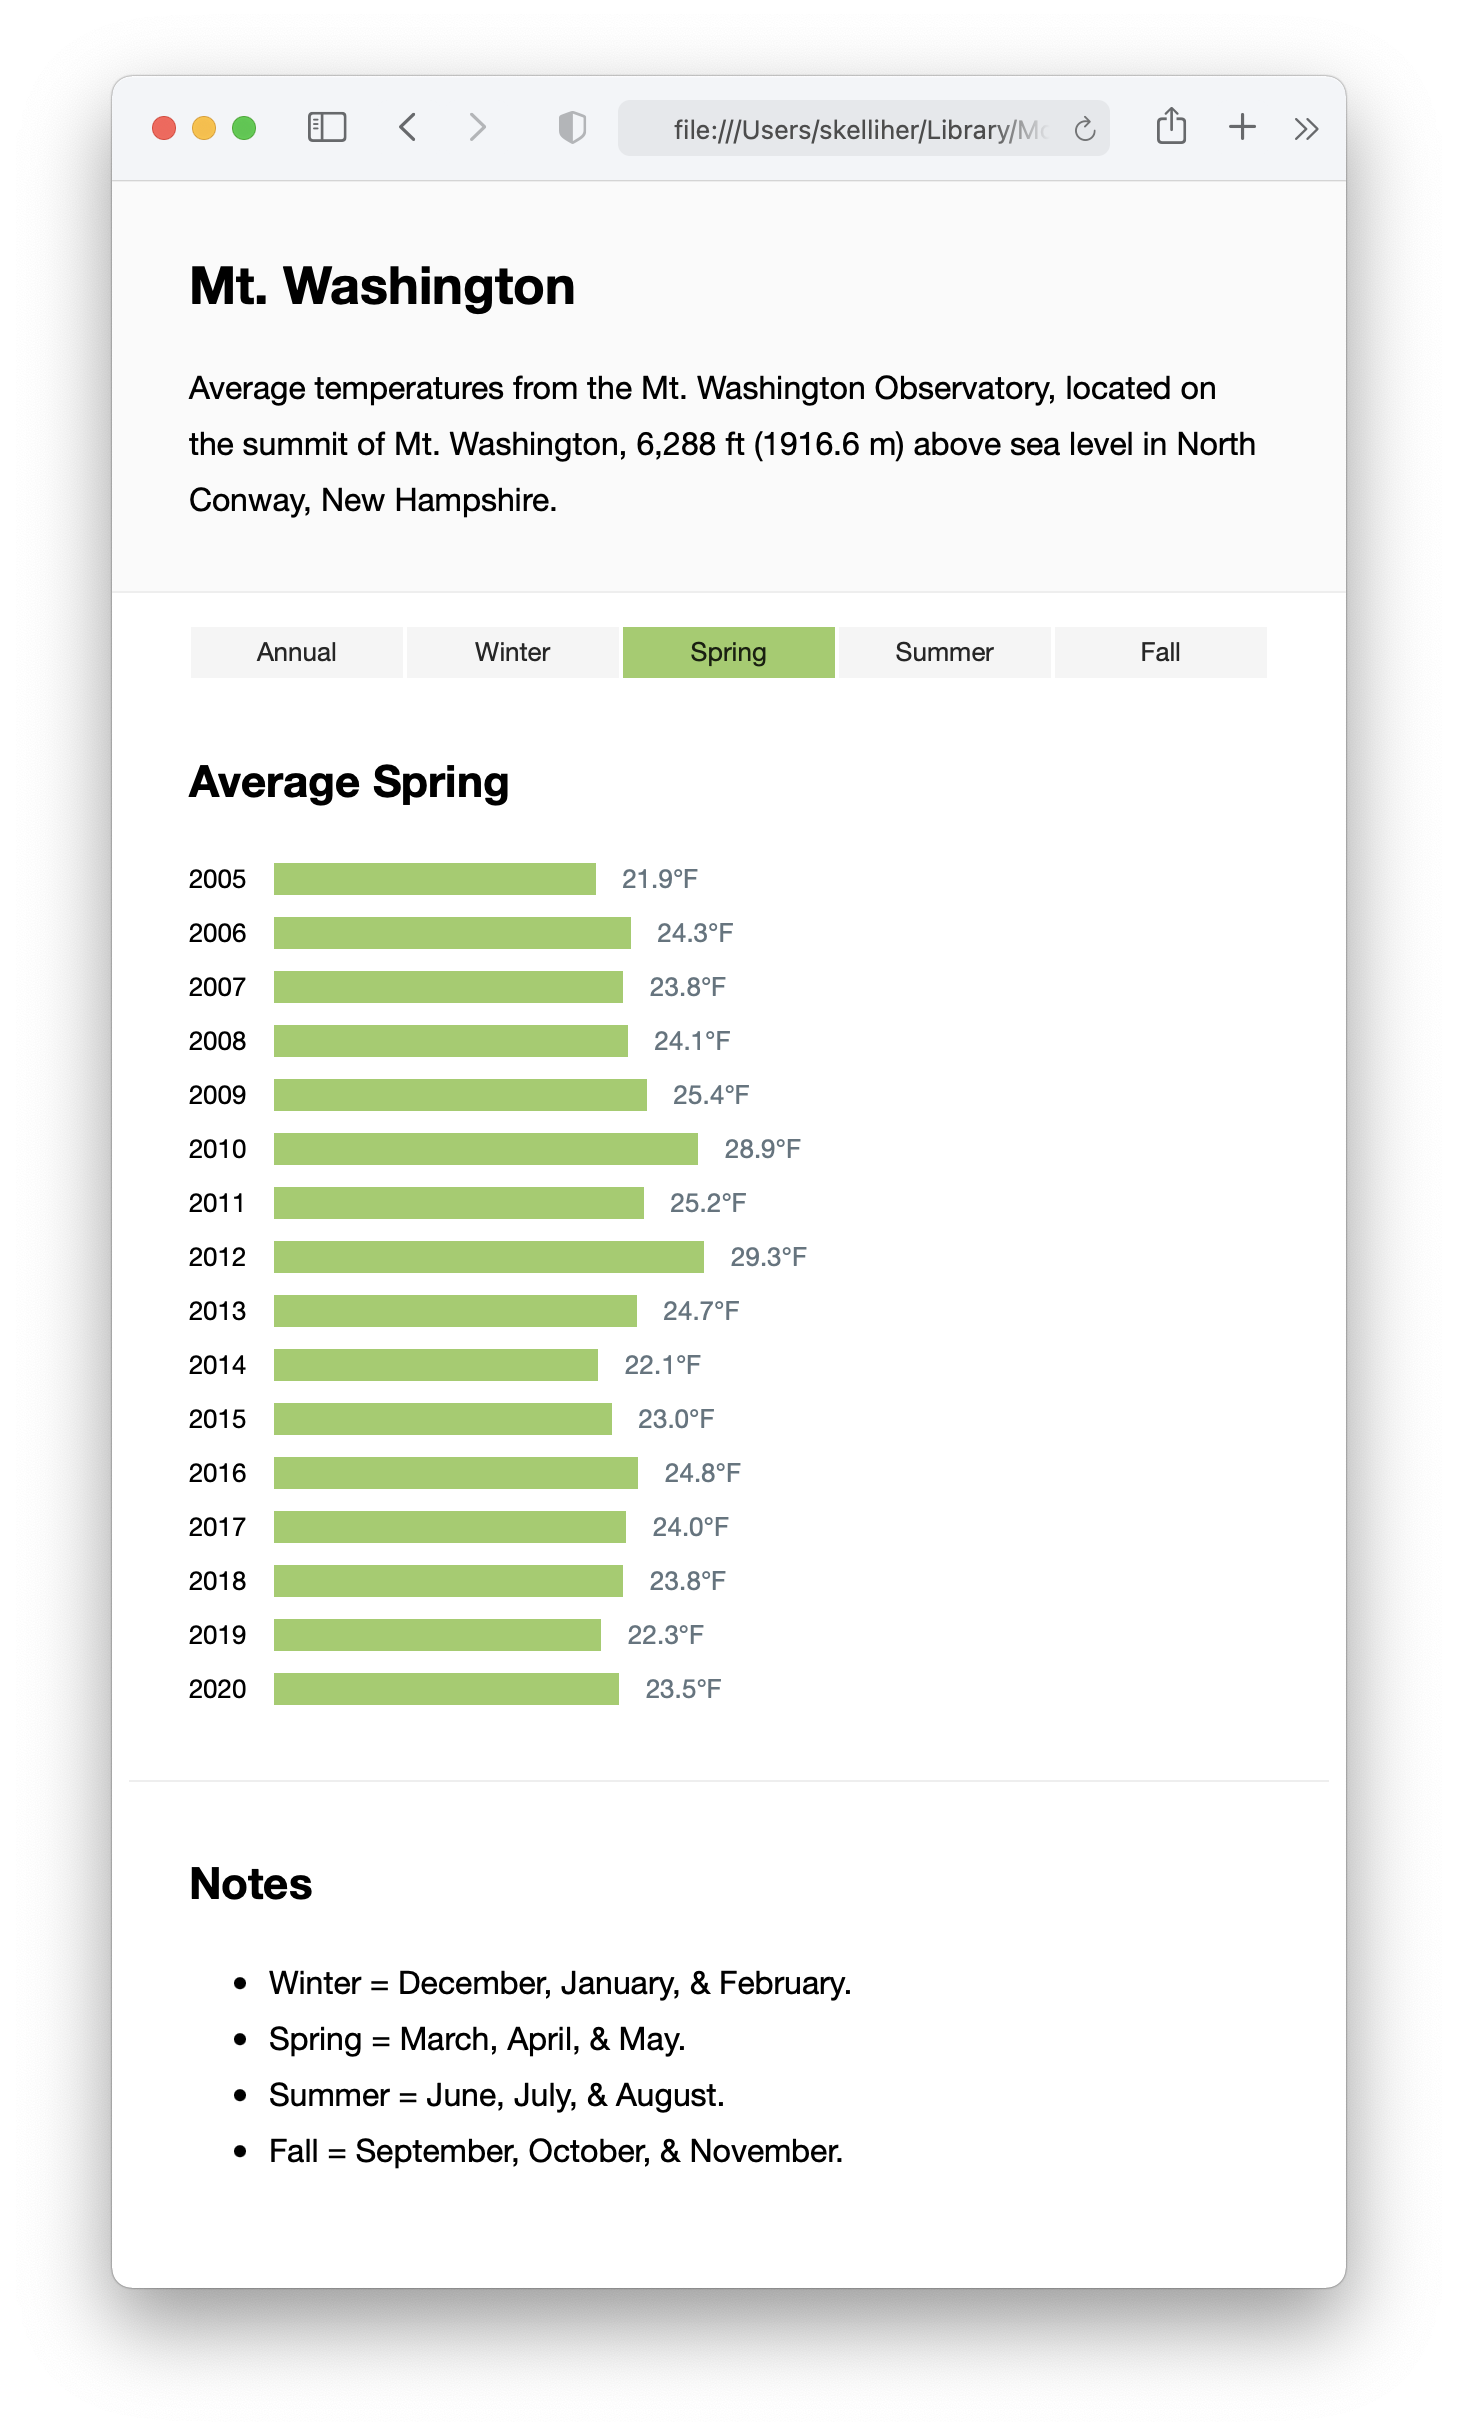 file:///Users/skelliher/Library/Mo
Mt. Washington
Average temperatures from the Mt. Washington Observatory, located on
the summit of Mt. Washington, 6,288 ft (1916.6 m) above sea level in North
Conway, New Hampshire.
Annual Winter Spring Summer Fall
Average Spring
2005 21.9°F
2006 24.3°F
2007 23.8°F
2008 24.1°F
2009 25.4°F
2010 28.9°F
2011 25.2°F
2012 29.3°F
2013 24.7°F
2014 22.1°F
2015 23.0°F
2016 24.8°F
2017 24.0°F
2018 23.8°F
2019 22.3°F
2020 23.5°F
Notes
• Winter = December, January, & February.
• Spring = March, April, & May.
• Summer = June, July, & August.
• Fall = September, October, & November.